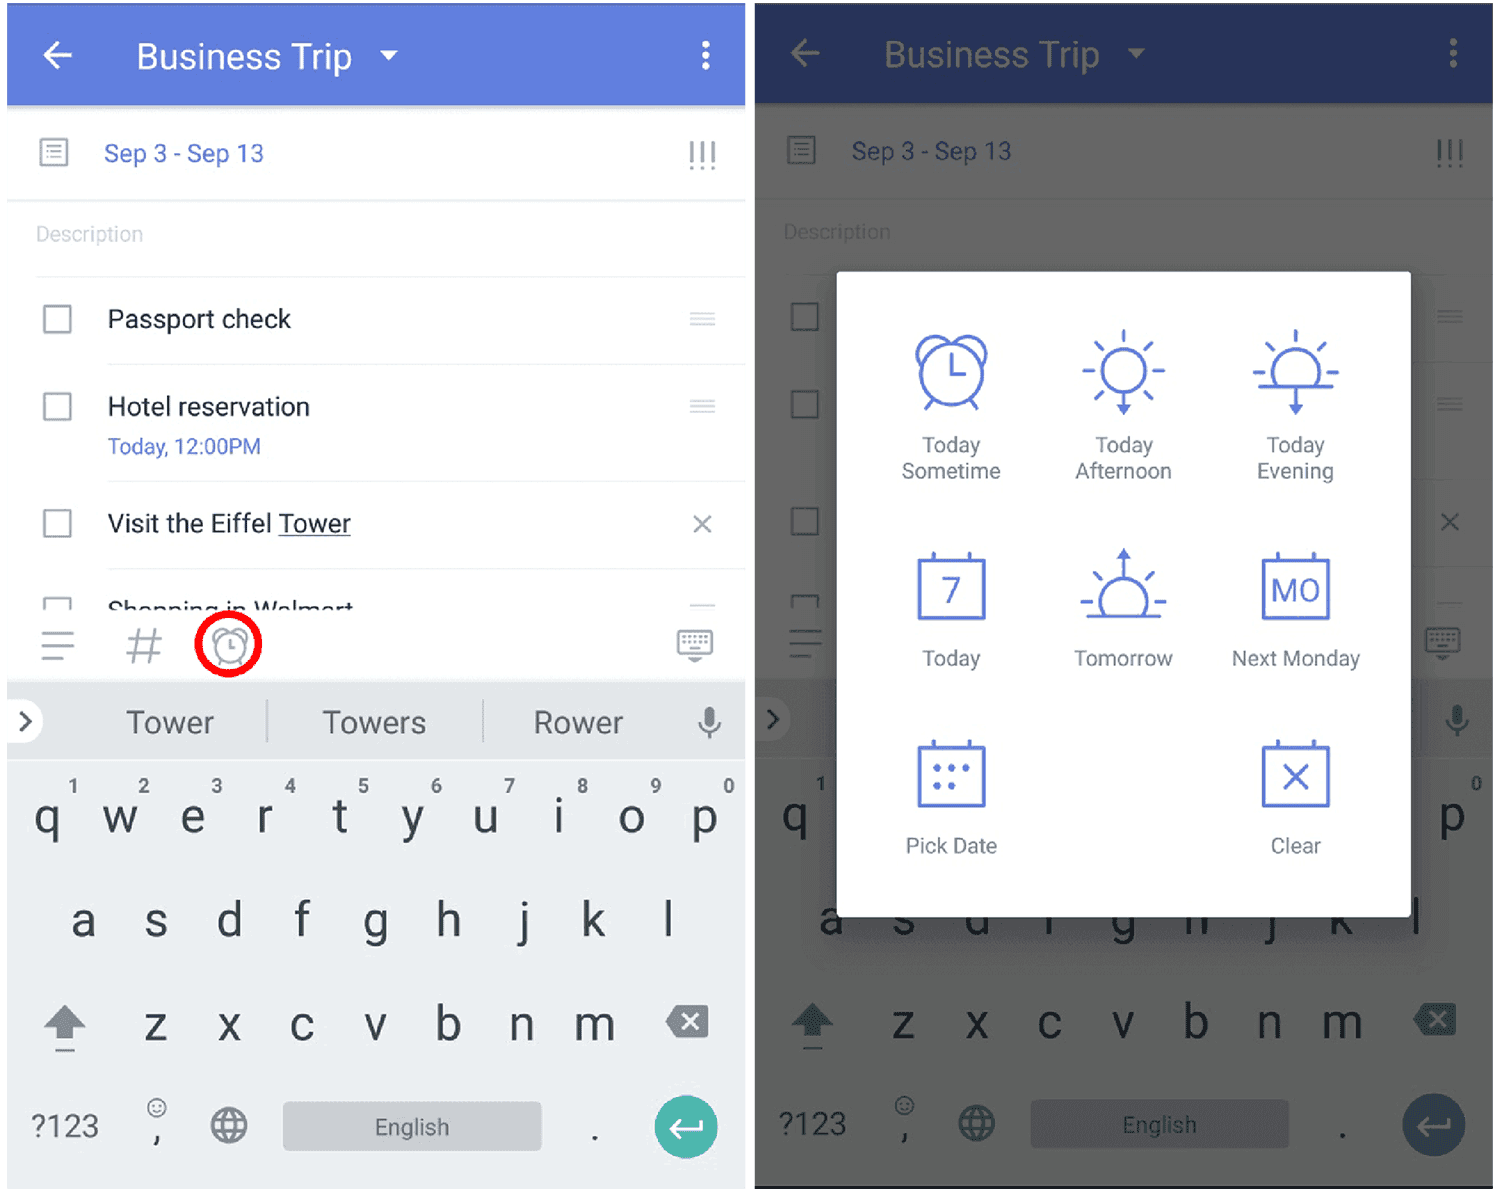 Business Trip
Sep 3 - Sep 13
!!!
Description
Passport check
Hotel reservation
Today, 12:00PM
Visit the Eiffel Tower
Shopping in Walmart
#
Tower Towers Rower
1 2 3 4 5 6 7 8 9 0
q w e r t y u i o p
a s d f g h j k l
z x c v b n m
?123 , English .
Business Trip
Sep 3 - Sep 13
!!!
Description
Today Sometime
Today Afternoon
Today Evening
7
Today
Tomorrow
MO
Next Monday
Pick Date
Clear
1 0
q p
a s d f g h j k l
z x c v b n m
?123 , English .